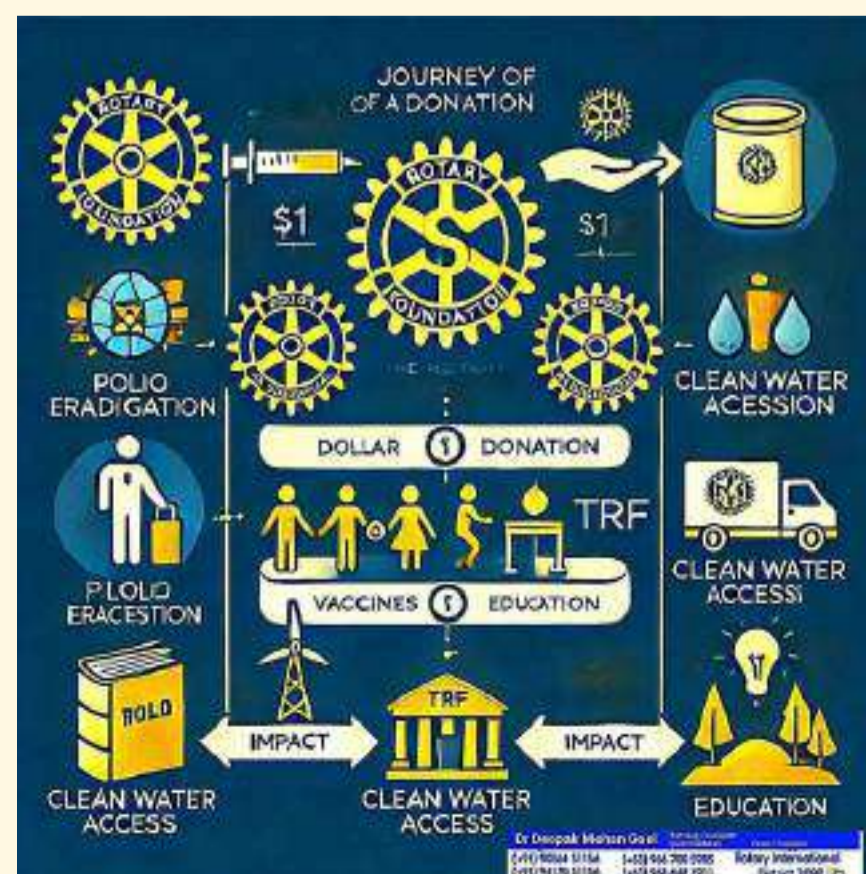 JOURNEY OF
OF A DONATION
ROTARY
FOUNDATION
$1
ROTARY
$
FOUNDATION
$1
POLIO
ERADIGATION
CLEAN WATER
ACESSION
DOLLAR DONATION
TRF
PLOLIO
ERACESTION
CLEAN WATER
ACCESSI
VACCINES EDUCATION
ROLO
TRF
IMPACT
IMPACT
CLEAN WATER
ACCESS
CLEAN WATER
ACCESS
EDUCATION
Dr Deepak Mohan Goel
Rotary International